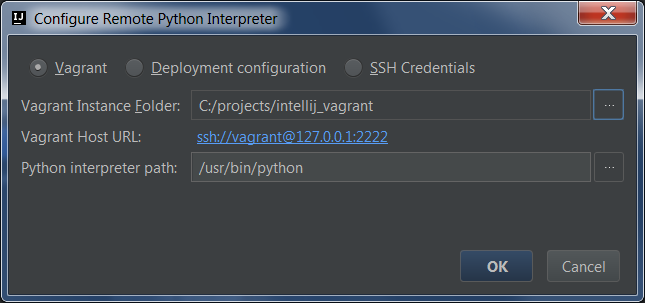 IJ Configure Remote Python Interpreter
Vagrant Deployment configuration SSH Credentials
Vagrant Instance Folder: C:/projects/intellij_vagrant ...
Vagrant Host URL: ssh://vagrant@127.0.0.1:2222
Python interpreter path: /usr/bin/python ...
OK Cancel